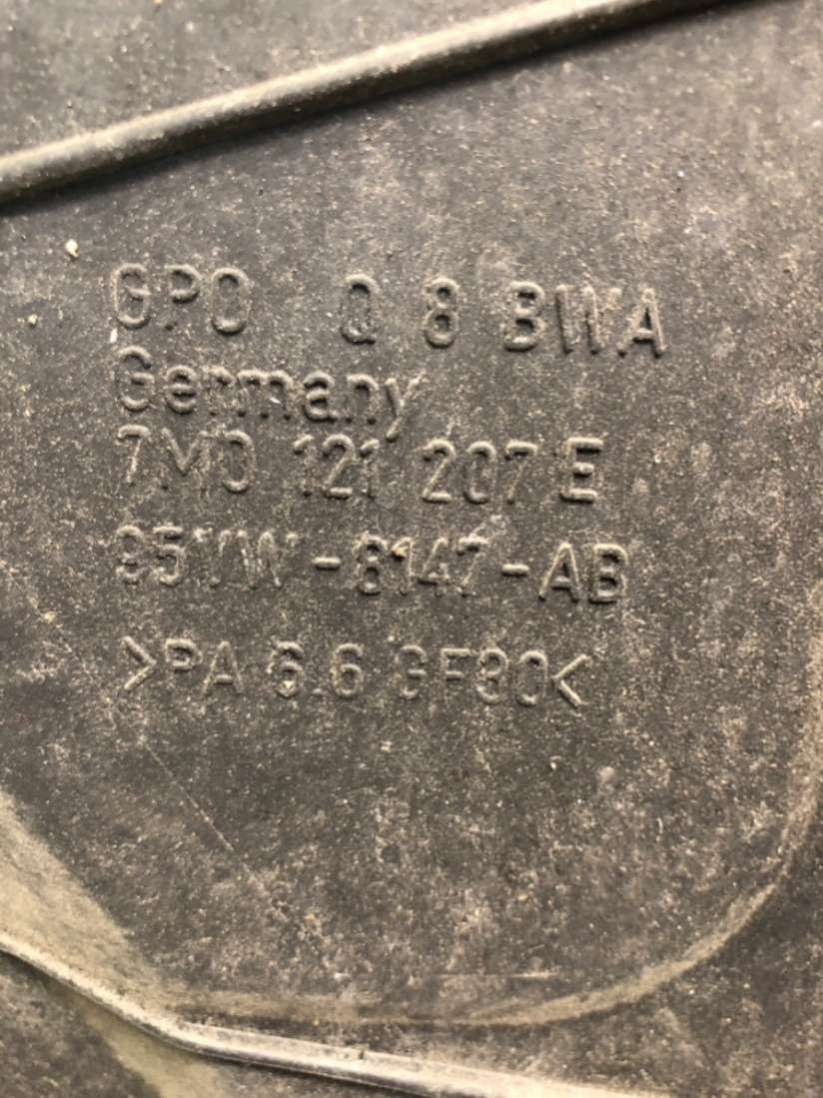 GPO Q 8 BWA
Germany
7M0 121 207 E
95VW-8147-AB
>PA 6.6 GF30<